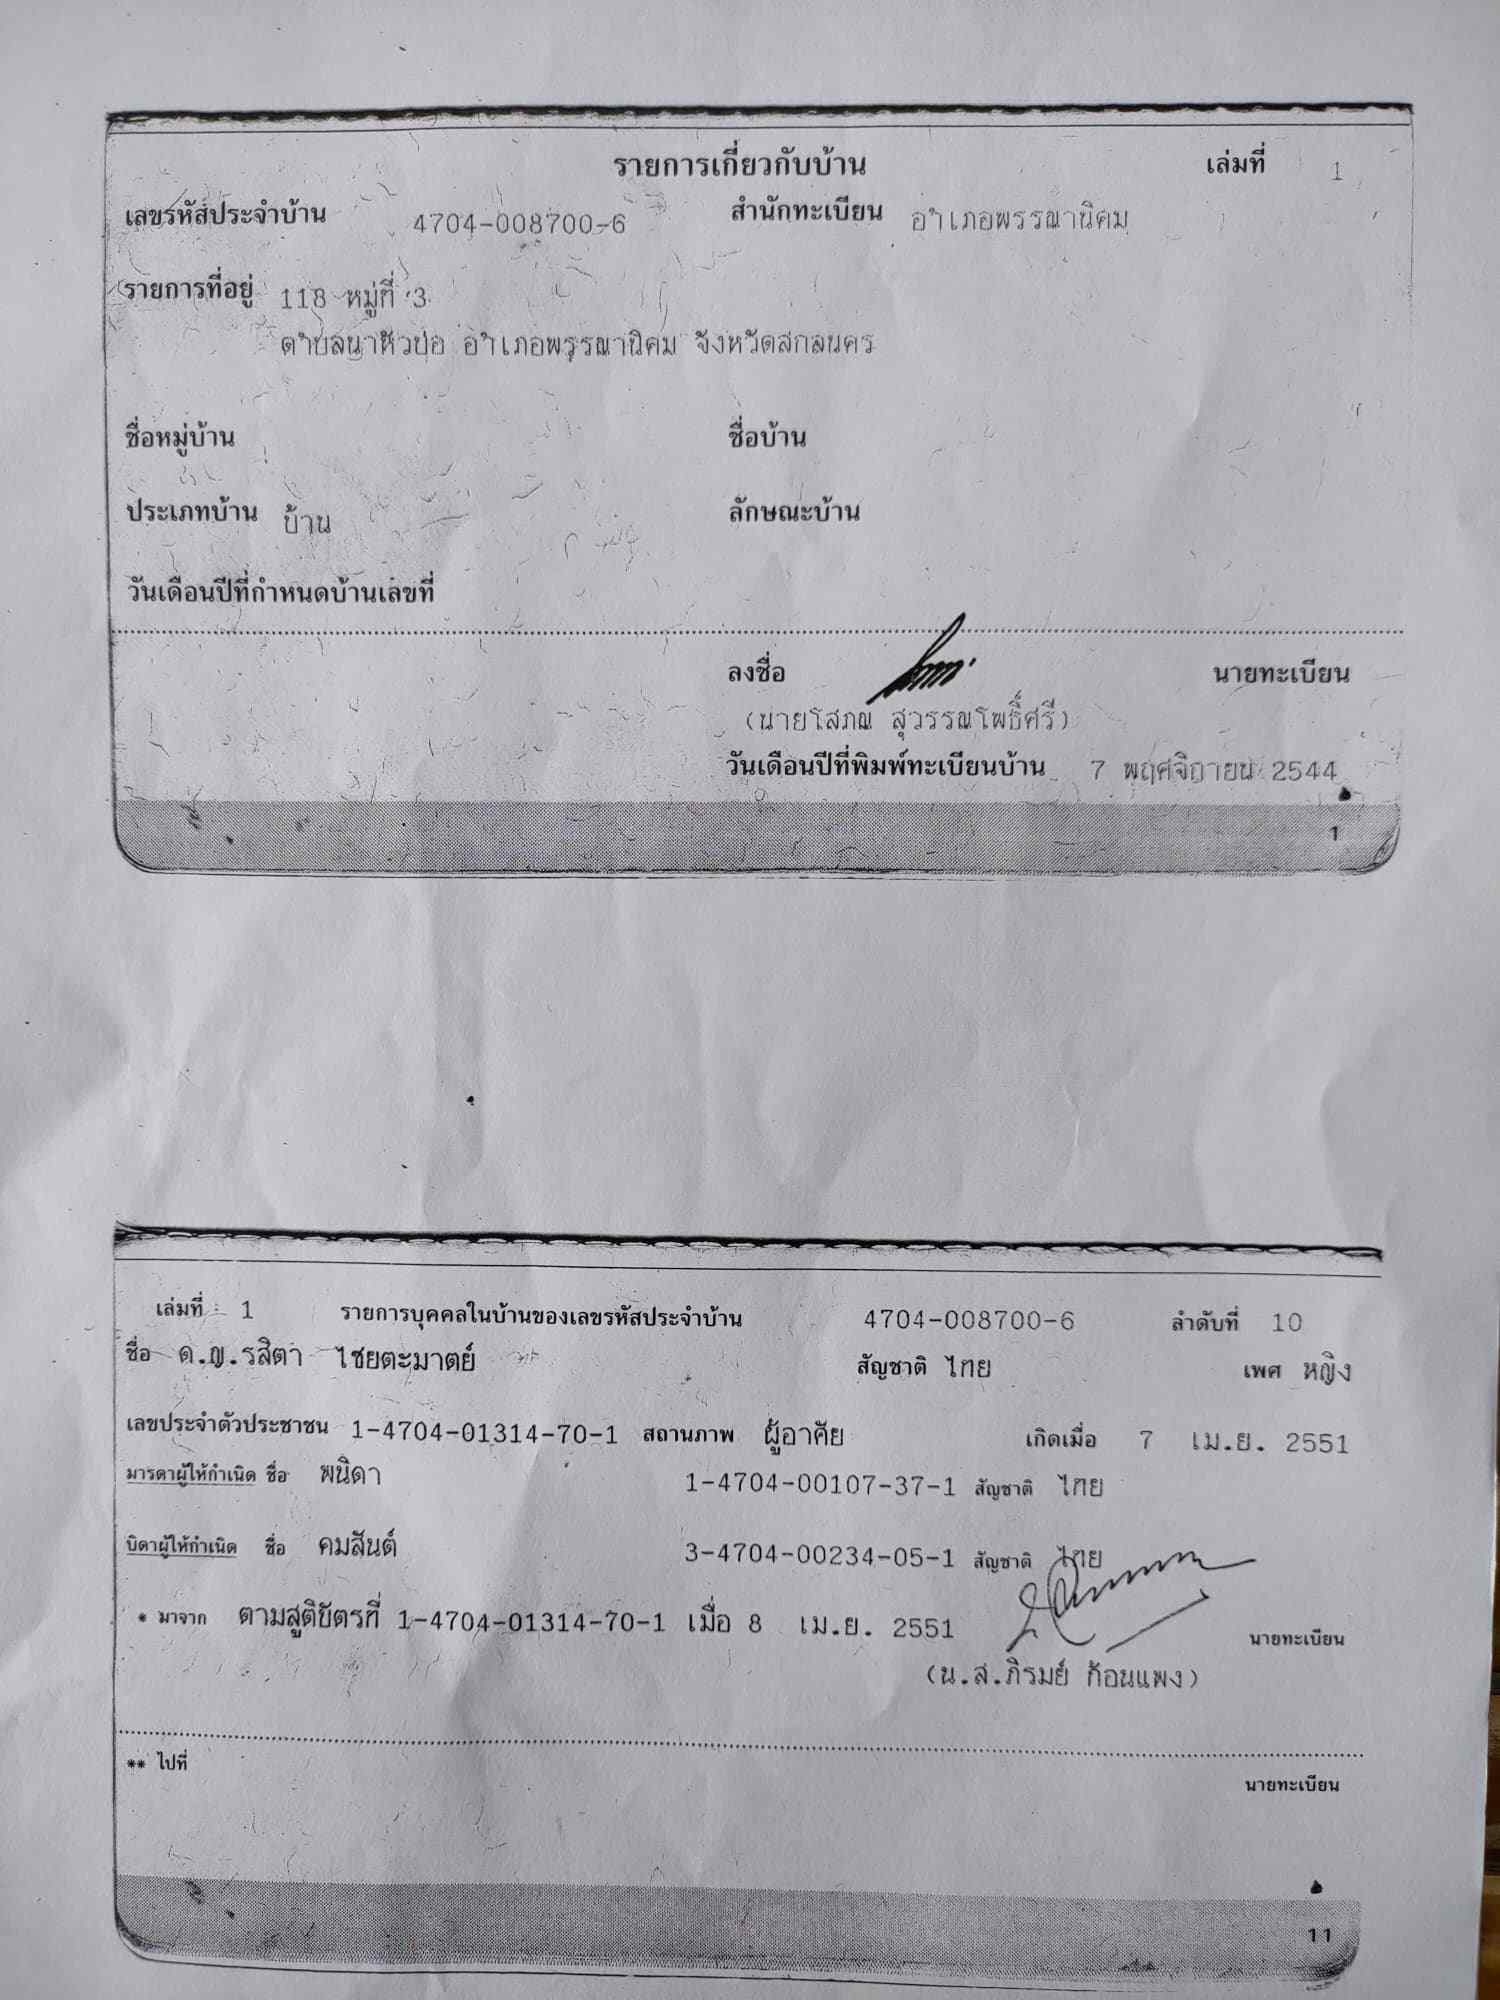 รายการเกี่ยวกับบ้าน เล่มที่ 1
เลขรหัสประจำบ้าน 4704-008700-6 สำนักทะเบียน อำเภอพรรณานิคม
รายการที่อยู่ 118 หมู่ที่ 3
ตำบลนาหัวบ่อ อำเภอพรรณานิคม จังหวัดสกลนคร
ชื่อหมู่บ้าน ชื่อบ้าน
ประเภทบ้าน บ้าน ลักษณะบ้าน
วันเดือนปีที่กำหนดบ้านเลขที่
ลงชื่อ นายทะเบียน
(นายโสภณ สุวรรณโพธิ์ศรี)
วันเดือนปีที่พิมพ์ทะเบียนบ้าน 7 พฤศจิกายน 2544
1
เล่มที่ 1 รายการบุคคลในบ้านของเลขรหัสประจำบ้าน 4704-008700-6 ลำดับที่ 10
ชื่อ ด.ญ.รสิตา ไชยตะมาตย์ สัญชาติ ไทย เพศ หญิง
เลขประจำตัวประชาชน 1-4704-01314-70-1 สถานภาพ ผู้อาศัย เกิดเมื่อ 7 เม.ย. 2551
มารดาผู้ให้กำเนิด ชื่อ พนิดา 1-4704-00107-37-1 สัญชาติ ไทย
บิดาผู้ให้กำเนิด ชื่อ คมสันต์ 3-4704-00234-05-1 สัญชาติ ไทย
* มาจาก ตามสูติบัตรที่ 1-4704-01314-70-1 เมื่อ 8 เม.ย. 2551 นายทะเบียน
(น.ส.ภิรมย์ ก้อนแพง)
** ไปที่
นายทะเบียน
11